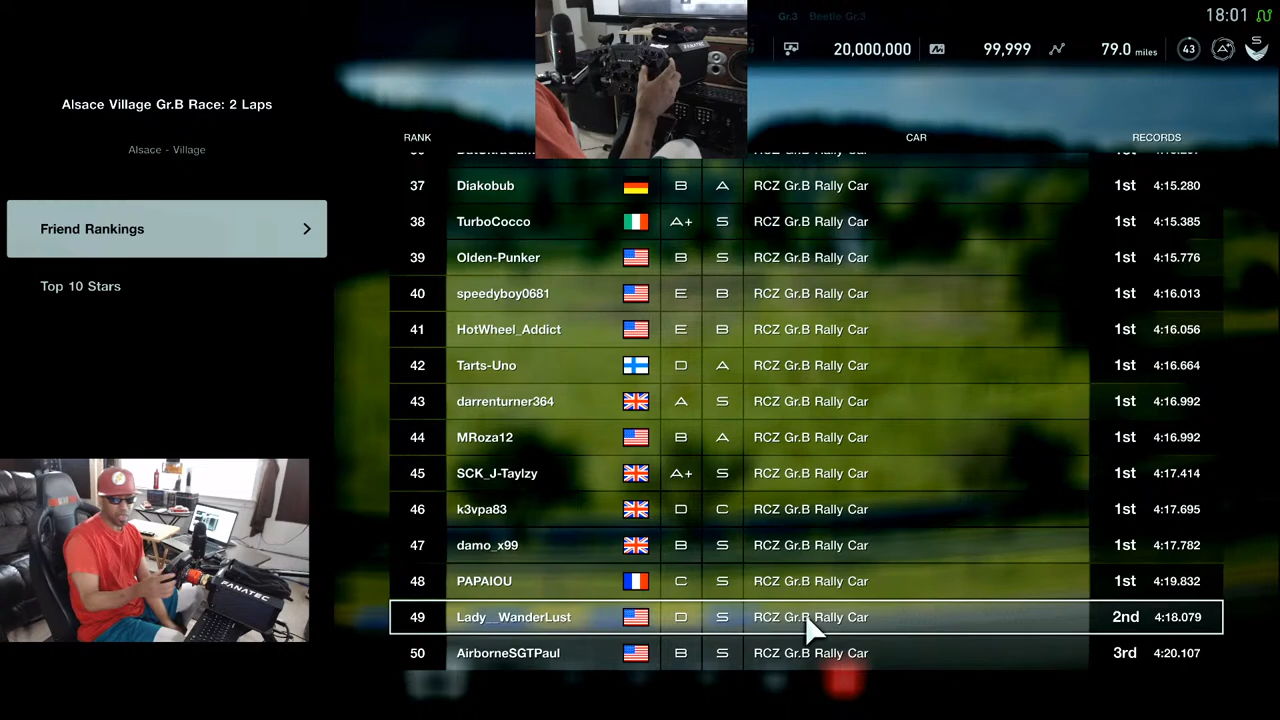 Gr.3 Beetle Gr.3
18:01
20,000,000 99,999 79.0 miles 43 A+ S
Alsace Village Gr.B Race: 2 Laps
Alsace - Village
Friend Rankings
Top 10 Stars
RANK CAR RECORDS
37 Diakobub B A RCZ Gr.B Rally Car 1st 4:15.280
38 TurboCocco A+ S RCZ Gr.B Rally Car 1st 4:15.385
39 Olden-Punker B S RCZ Gr.B Rally Car 1st 4:15.776
40 speedyboy0681 E B RCZ Gr.B Rally Car 1st 4:16.013
41 HotWheel_Addict E B RCZ Gr.B Rally Car 1st 4:16.056
42 Tarts-Uno D A RCZ Gr.B Rally Car 1st 4:16.664
43 darrenturner364 A S RCZ Gr.B Rally Car 1st 4:16.992
44 MRoza12 B A RCZ Gr.B Rally Car 1st 4:16.992
45 SCK_J-Taylzy A+ S RCZ Gr.B Rally Car 1st 4:17.414
46 k3vpa83 D C RCZ Gr.B Rally Car 1st 4:17.695
47 damo_x99 B S RCZ Gr.B Rally Car 1st 4:17.782
48 PAPAIOU C S RCZ Gr.B Rally Car 1st 4:19.832
49 Lady__WanderLust D S RCZ Gr.B Rally Car 2nd 4:18.079
50 AirborneSGTPaul B S RCZ Gr.B Rally Car 3rd 4:20.107
FANATEC
FANATEC